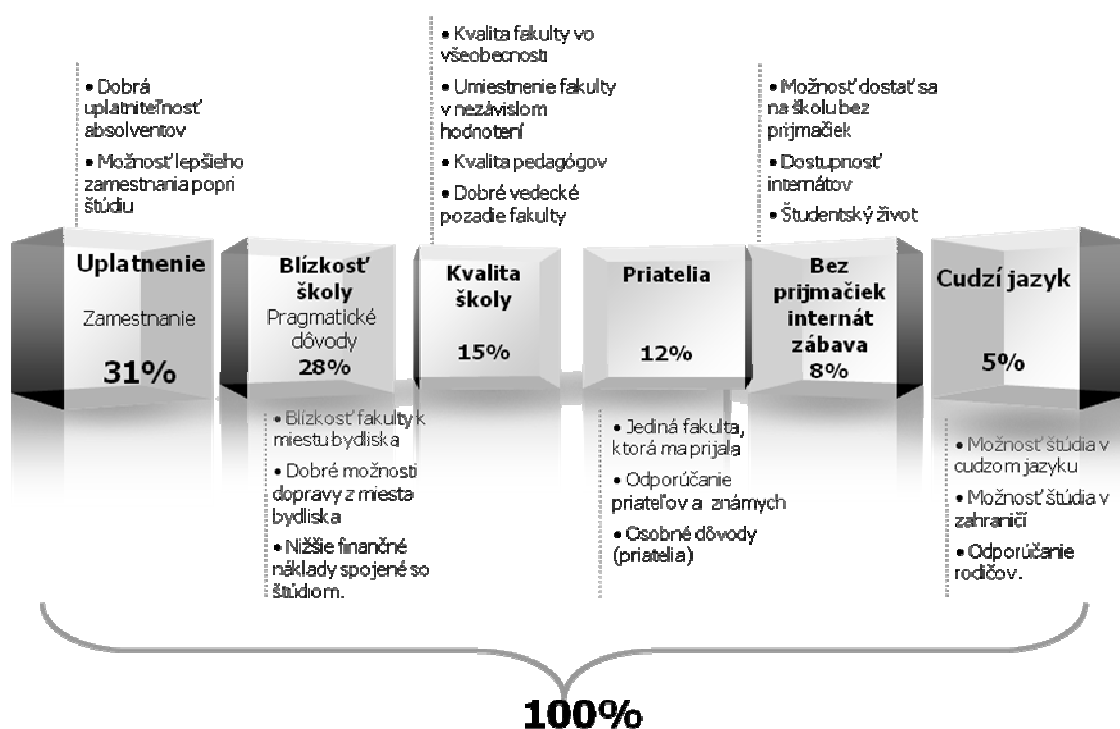 • Dobrá
uplatniteľnosť
absolventov
• Možnosť lepšieho
zamestnania popri
štúdiu
Uplatnenie
Zamestnanie
31%
Blízkosť
školy
Pragmatické
dôvody
28%
• Blízkosť fakulty k
miestu bydliska
• Dobré možnosti
dopravy z miesta
bydliska
• Nižšie finančné
náklady spojené so
štúdiom.
• Kvalita fakulty vo
všeobecnosti
• Umiestnenie fakulty
v nezávislom
hodnotení
• Kvalita pedagógov
• Dobré vedecké
pozadie fakulty
Kvalita
školy
15%
Priatelia
12%
• Jediná fakulta,
ktorá ma prijala
• Odporúčanie
priateľov a známych
• Osobné dôvody
(priatelia)
• Možnosť dostať sa
na školu bez
prijmačiek
• Dostupnosť
internátov
• Študentský život
Bez
prijmačiek
internát
zábava
8%
Cudzí jazyk
5%
• Možnosť štúdia v
cudzom jazyku
• Možnosť štúdia v
zahraničí
• Odporúčanie
rodičov.
100%